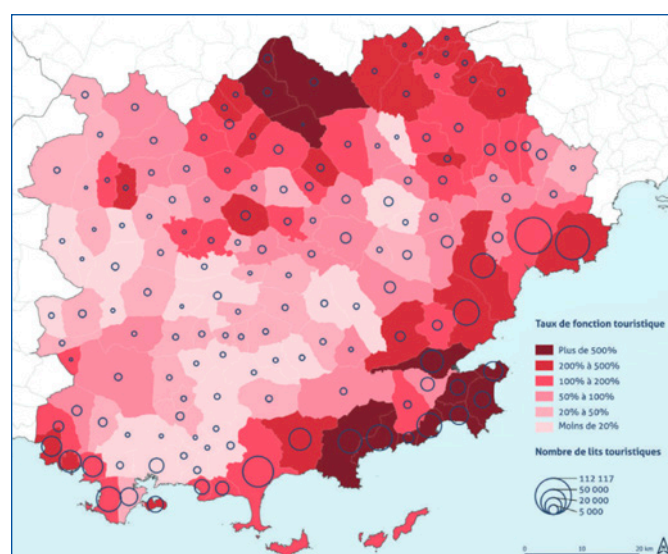 Taux de fonction touristique
Plus de 500%
200% à 500%
100% à 200%
50% à 100%
20% à 50%
Moins de 20%
Nombre de lits touristiques
112 117
50 000
20 000
5 000
0 10 20 km